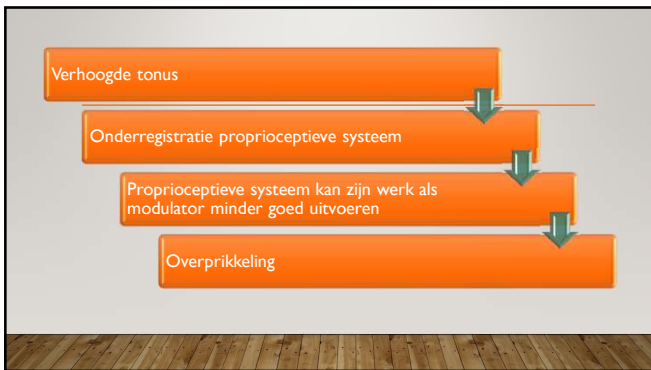 Verhoogde tonus
Onderregistratie proprioceptieve systeem
Proprioceptieve systeem kan zijn werk als
modulator minder goed uitvoeren
Overprikkeling